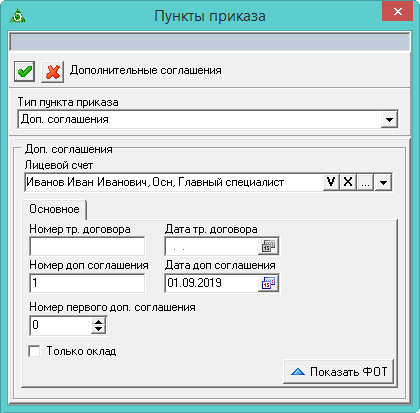 Пункты приказа
Дополнительные соглашения
Тип пункта приказа
Доп. соглашения
Доп. соглашения
Лицевой счет
Иванов Иван Иванович, Осн, Главный специалист V X ...
Основное
Номер тр. договора Дата тр. договора
. .
Номер доп соглашения Дата доп соглашения
1 01.09.2019
Номер первого доп. соглашения
0
Только оклад
Показать ФОТ